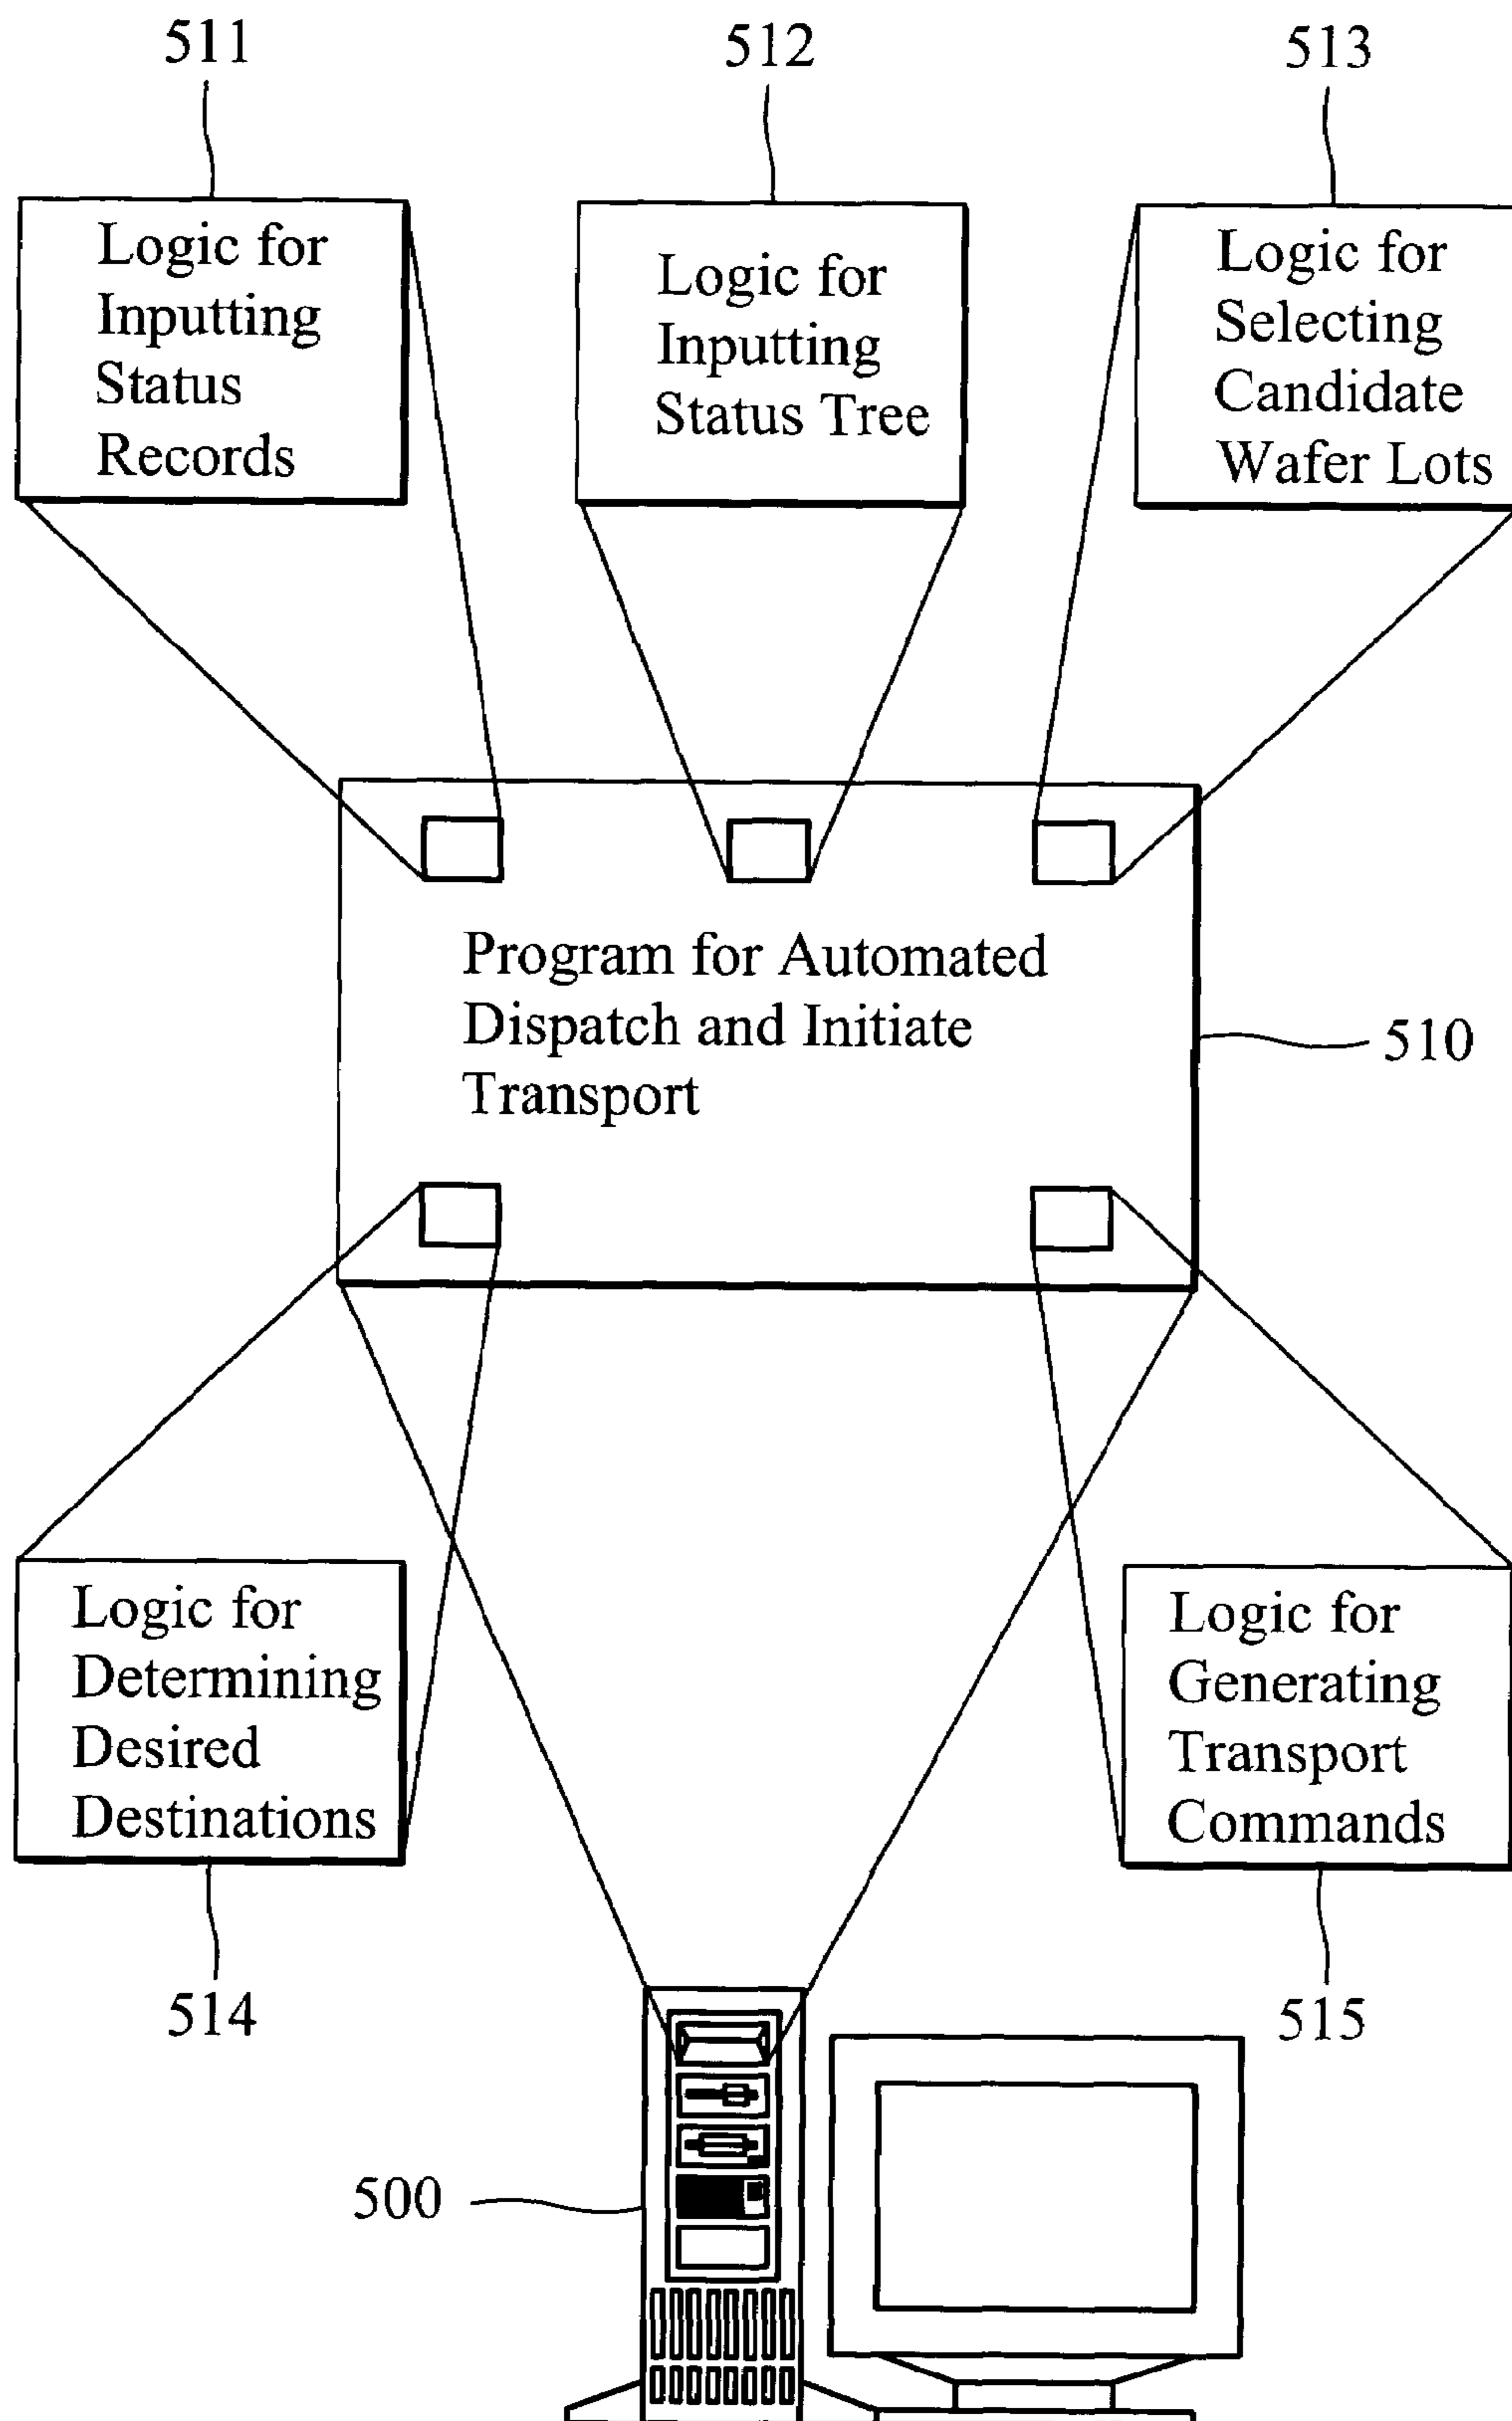 511
512
513
Logic for
Inputting
Status
Records
Logic for
Inputting
Status Tree
Logic for
Selecting
Candidate
Wafer Lots
Program for Automated
Dispatch and Initiate
Transport
510
Logic for
Determining
Desired
Destinations
Logic for
Generating
Transport
Commands
514
515
500